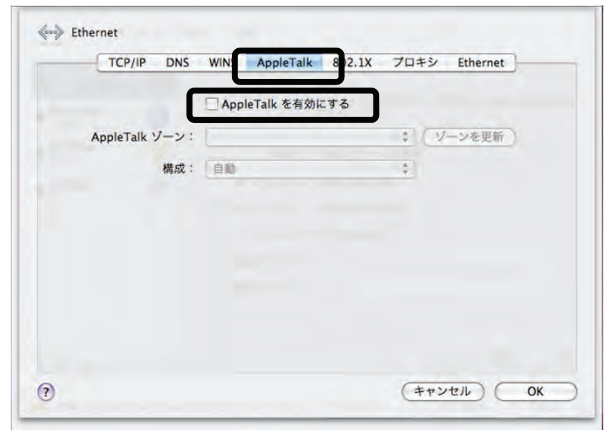 Ethernet
TCP/IP DNS WINS AppleTalk 802.1X プロキシ Ethernet
AppleTalk を有効にする
AppleTalk ゾーン： ゾーンを更新
構成： 自動
? キャンセル OK